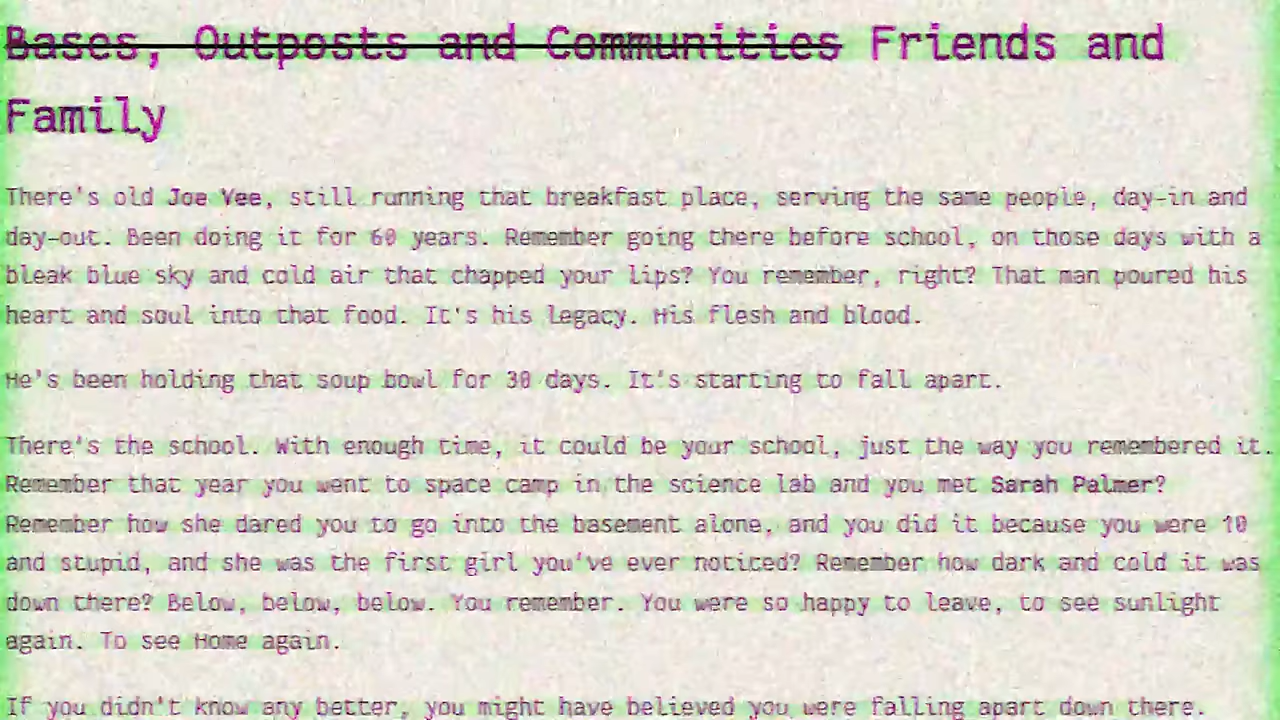 Bases, Outposts and Communities Friends and
Family
There's old Joe Yee, still running that breakfast place, serving the same people, day-in and
day-out. Been doing it for 60 years. Remember going there before school, on those days with a
bleak blue sky and cold air that chapped your lips? You remember, right? That man poured his
heart and soul into that food. It's his legacy. His flesh and blood.
He's been holding that soup bowl for 30 days. It's starting to fall apart.
There's the school. With enough time, it could be your school, just the way you remembered it.
Remember that year you went to space camp in the science lab and you met Sarah Palmer?
Remember how she dared you to go into the basement alone, and you did it because you were 10
and stupid, and she was the first girl you've ever noticed? Remember how dark and cold it was
down there? Below, below, below. You remember. You were so happy to leave, to see sunlight
again. To see Home again.
If you didn't know any better, you might have believed you were falling apart down there.